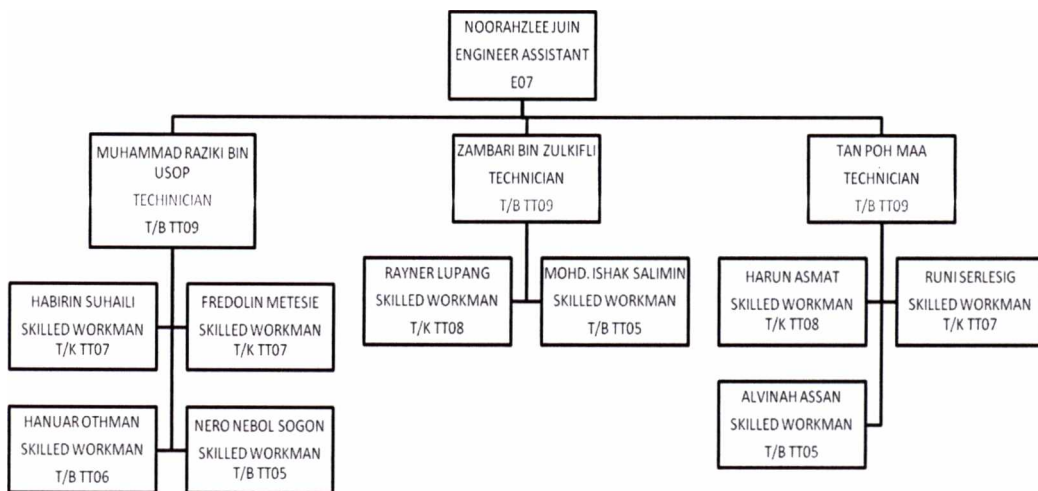 NOORAHZLEE JUIN
ENGINEER ASSISTANT
E07
MUHAMMAD RAZIKI BIN
USOP
TECHINICIAN
T/B TT09
ZAMBARI BIN ZULKIFLI
TECHNICIAN
T/B TT09
TAN POH MAA
TECHNICIAN
T/B TT09
HABIRIN SUHAILI
SKILLED WORKMAN
T/K TT07
FREDOLIN METESIE
SKILLED WORKMAN
T/K TT07
HANUAR OTHMAN
SKILLED WORKMAN
T/B TT06
NERO NEBOL SOGON
SKILLED WORKMAN
T/B TT05
RAYNER LUPANG
SKILLED WORKMAN
T/K TT08
MOHD. ISHAK SALIMIN
SKILLED WORKMAN
T/B TT05
HARUN ASMAT
SKILLED WORKMAN
T/K TT08
RUNI SERLESIG
SKILLED WORKMAN
T/K TT07
ALVINAH ASSAN
SKILLED WORKMAN
T/B TT05